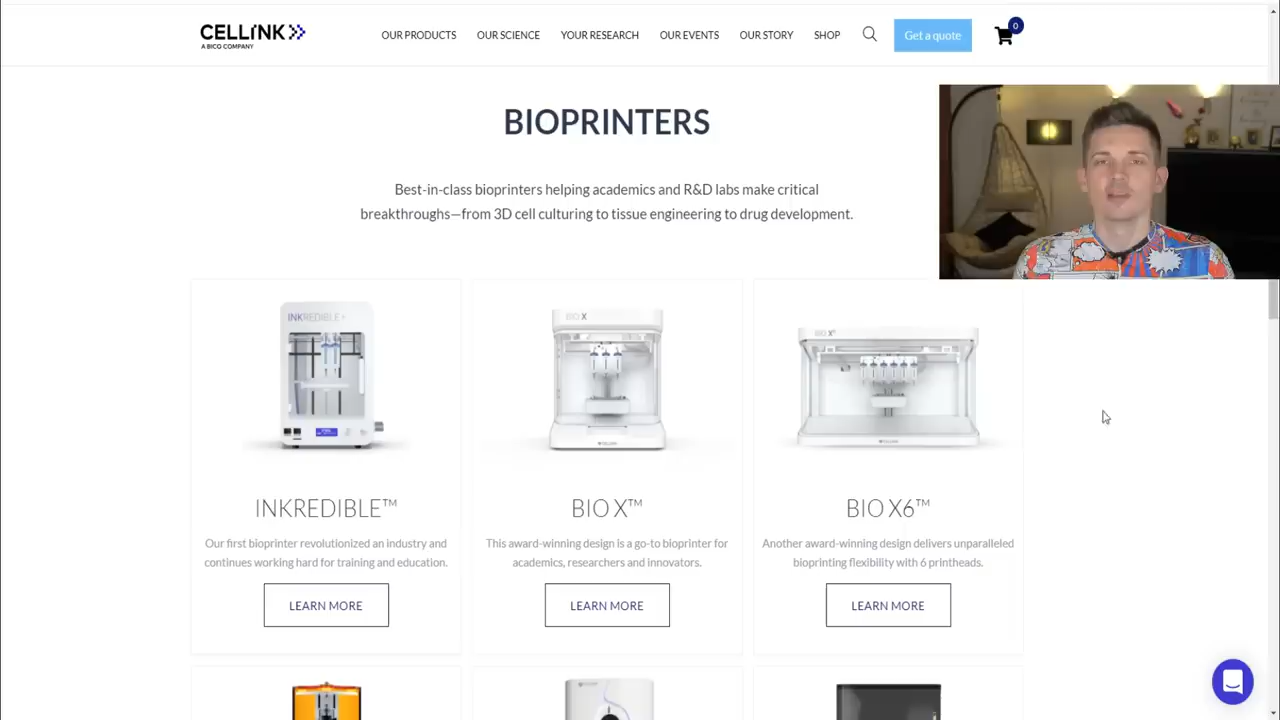 CELLINK
A BICO COMPANY
OUR PRODUCTS
OUR SCIENCE
YOUR RESEARCH
OUR EVENTS
OUR STORY
SHOP
Get a quote
0
BIOPRINTERS
Best-in-class bioprinters helping academics and R&D labs make critical
breakthroughs—from 3D cell culturing to tissue engineering to drug development.
INKREDIBLE+
BIO X
BIO X6
CELLINK
CELLINK
INKREDIBLE™
Our first bioprinter revolutionized an industry and
continues working hard for training and education.
LEARN MORE
BIO X™
This award-winning design is a go-to bioprinter for
academics, researchers and innovators.
LEARN MORE
BIO X6™
Another award-winning design delivers unparalleled
bioprinting flexibility with 6 printheads.
LEARN MORE